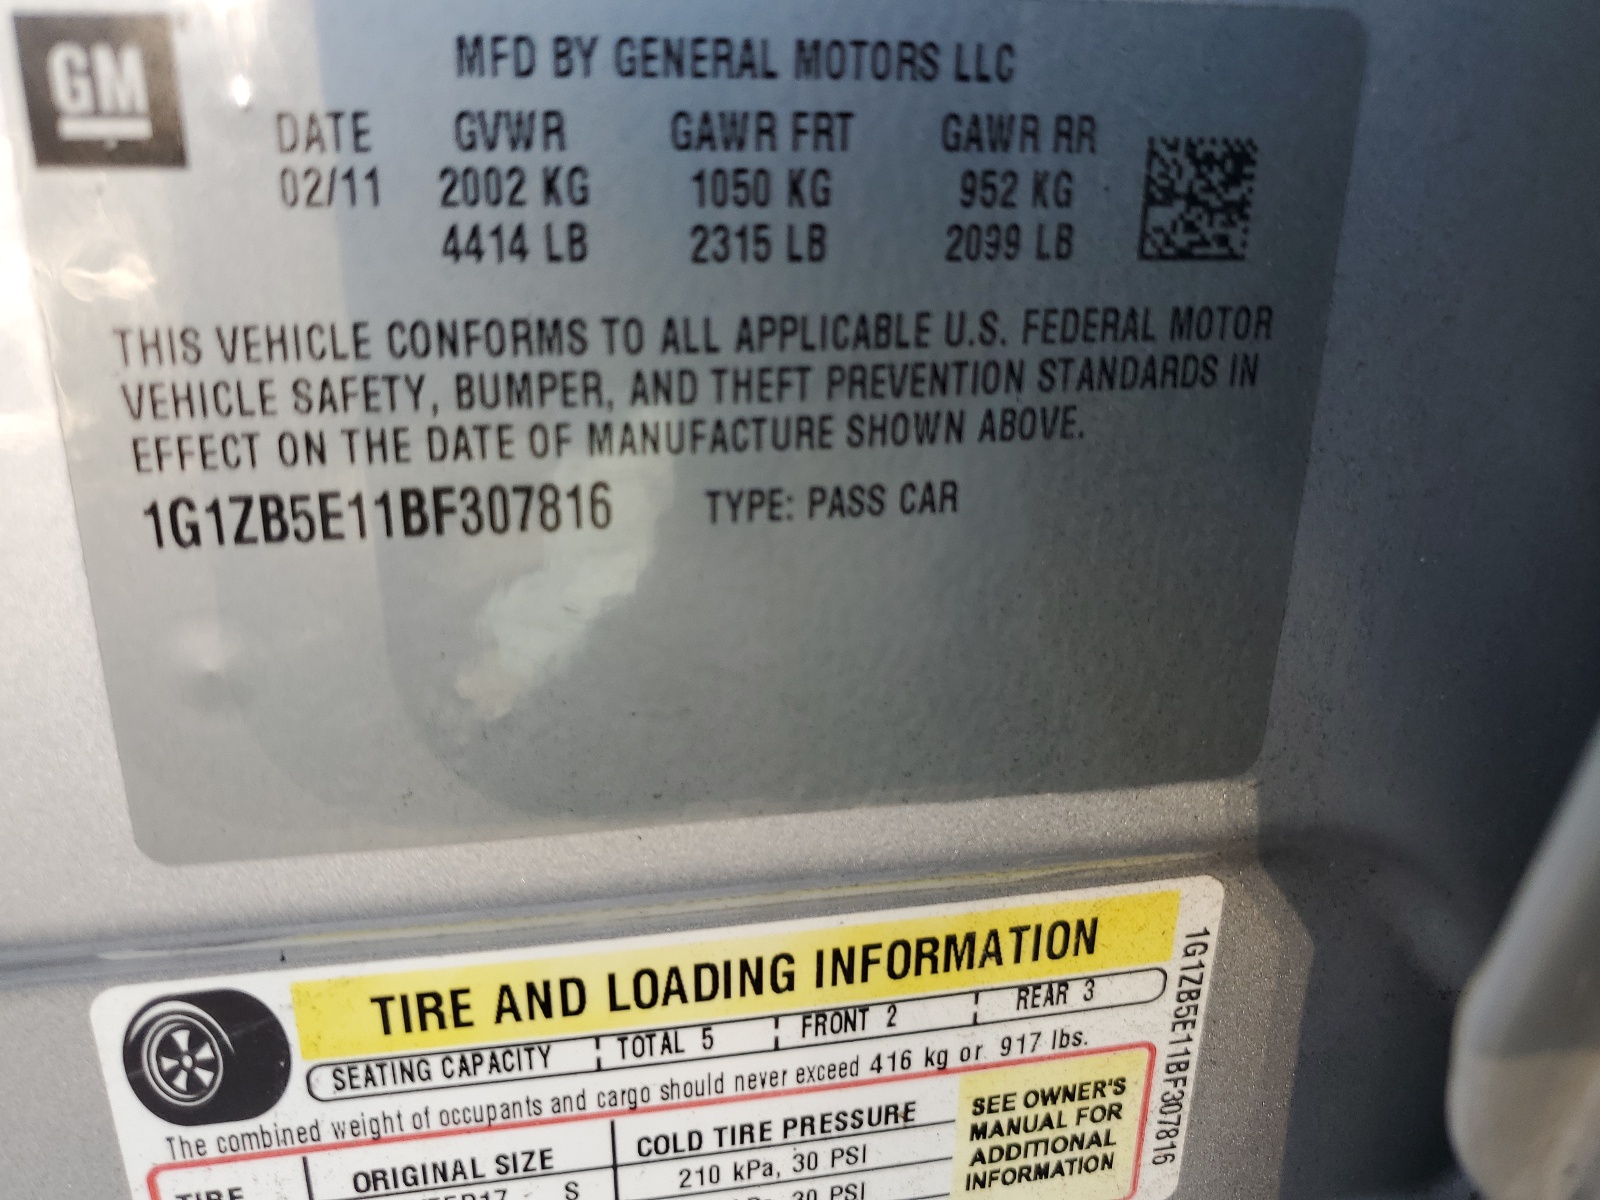 GM
MFD BY GENERAL MOTORS LLC
DATE GVWR GAWR FRT GAWR RR
02/11 2002 KG 1050 KG 952 KG
4414 LB 2315 LB 2099 LB
THIS VEHICLE CONFORMS TO ALL APPLICABLE U.S. FEDERAL MOTOR
VEHICLE SAFETY, BUMPER, AND THEFT PREVENTION STANDARDS IN
EFFECT ON THE DATE OF MANUFACTURE SHOWN ABOVE.
1G1ZB5E11BF307816 TYPE: PASS CAR
TIRE AND LOADING INFORMATION
SEATING CAPACITY TOTAL 5 FRONT 2 REAR 3
The combined weight of occupants and cargo should never exceed 416 kg or 917 lbs.
TIRE ORIGINAL SIZE COLD TIRE PRESSURE
210 kPa, 30 PSI
S 30 PSI
SEE OWNER'S
MANUAL FOR
ADDITIONAL
INFORMATION
1G1ZB5E11BF307816